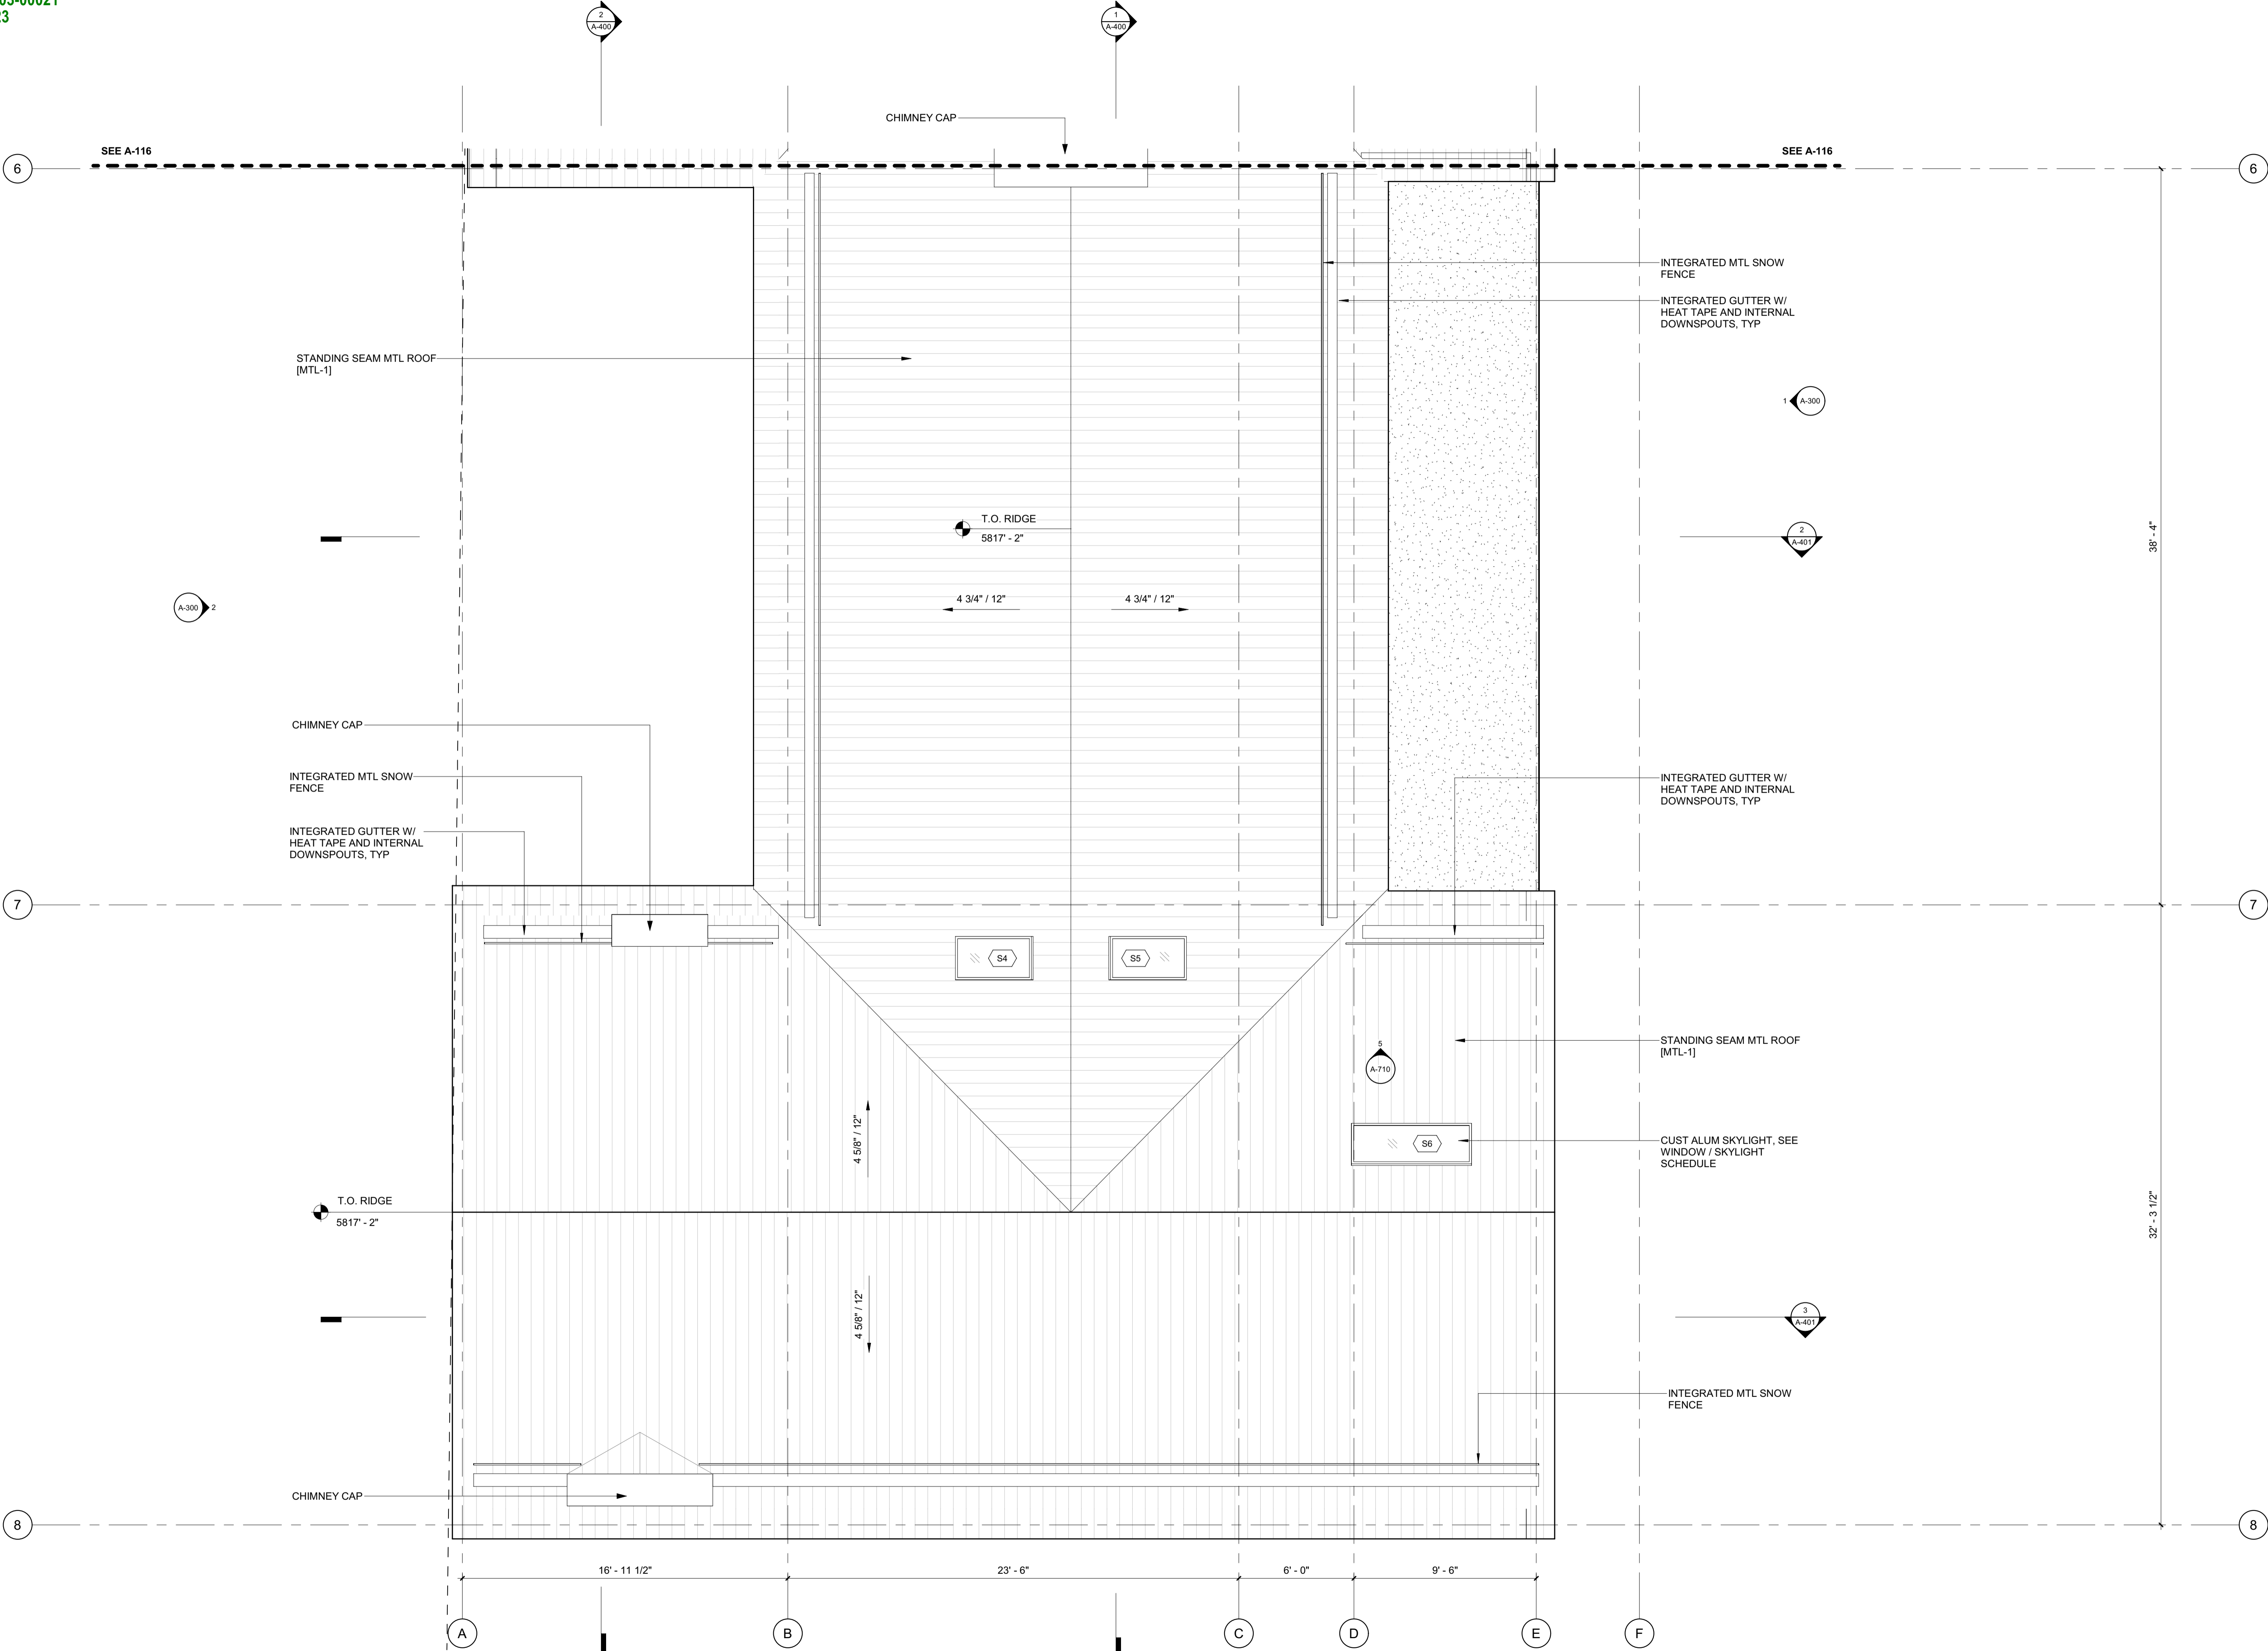 2
A-400
1
A-400
CHIMNEY CAP
SEE A-116
SEE A-116
6
6
INTEGRATED MTL SNOW
FENCE
INTEGRATED GUTTER W/
HEAT TAPE AND INTERNAL
DOWNSPOUTS, TYP
STANDING SEAM MTL ROOF
[MTL-1]
1
A-300
T.O. RIDGE
5817' - 2"
2
A-401
38' - 4"
A-300
2
4 3/4" / 12"
4 3/4" / 12"
CHIMNEY CAP
INTEGRATED MTL SNOW
FENCE
INTEGRATED GUTTER W/
HEAT TAPE AND INTERNAL
DOWNSPOUTS, TYP
INTEGRATED GUTTER W/
HEAT TAPE AND INTERNAL
DOWNSPOUTS, TYP
7
7
S4
S5
STANDING SEAM MTL ROOF
[MTL-1]
5
A-710
4 5/8" / 12"
S6
CUST ALUM SKYLIGHT, SEE
WINDOW / SKYLIGHT
SCHEDULE
T.O. RIDGE
5817' - 2"
32' - 3 1/2"
4 5/8" / 12"
3
A-401
INTEGRATED MTL SNOW
FENCE
CHIMNEY CAP
8
8
16' - 11 1/2"
23' - 6"
6' - 0"
9' - 6"
A
B
C
D
E
F